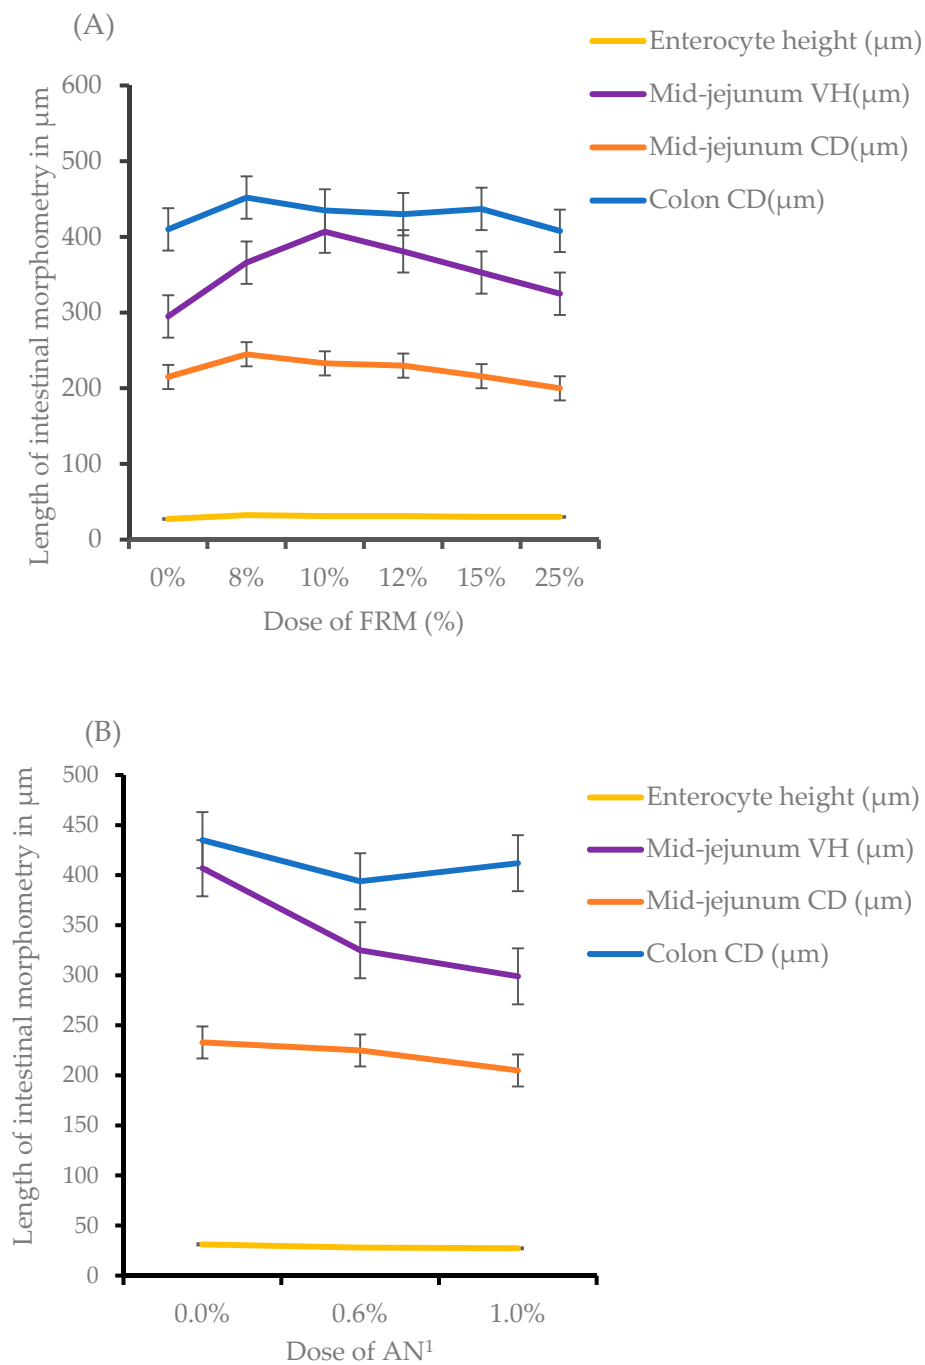 (A)
Enterocyte height (μm)
Mid-jejunum VH(μm)
Mid-jejunum CD(μm)
Colon CD(μm)
Length of intestinal morphometry in μm
600
500
400
300
200
100
0
0% 8% 10% 12% 15% 25%
Dose of FRM (%)
(B)
Enterocyte height (μm)
Mid-jejunum VH (μm)
Mid-jejunum CD (μm)
Colon CD (μm)
Length of intestinal morphometry in μm
500
450
400
350
300
250
200
150
100
50
0
0.0% 0.6% 1.0%
Dose of AN¹